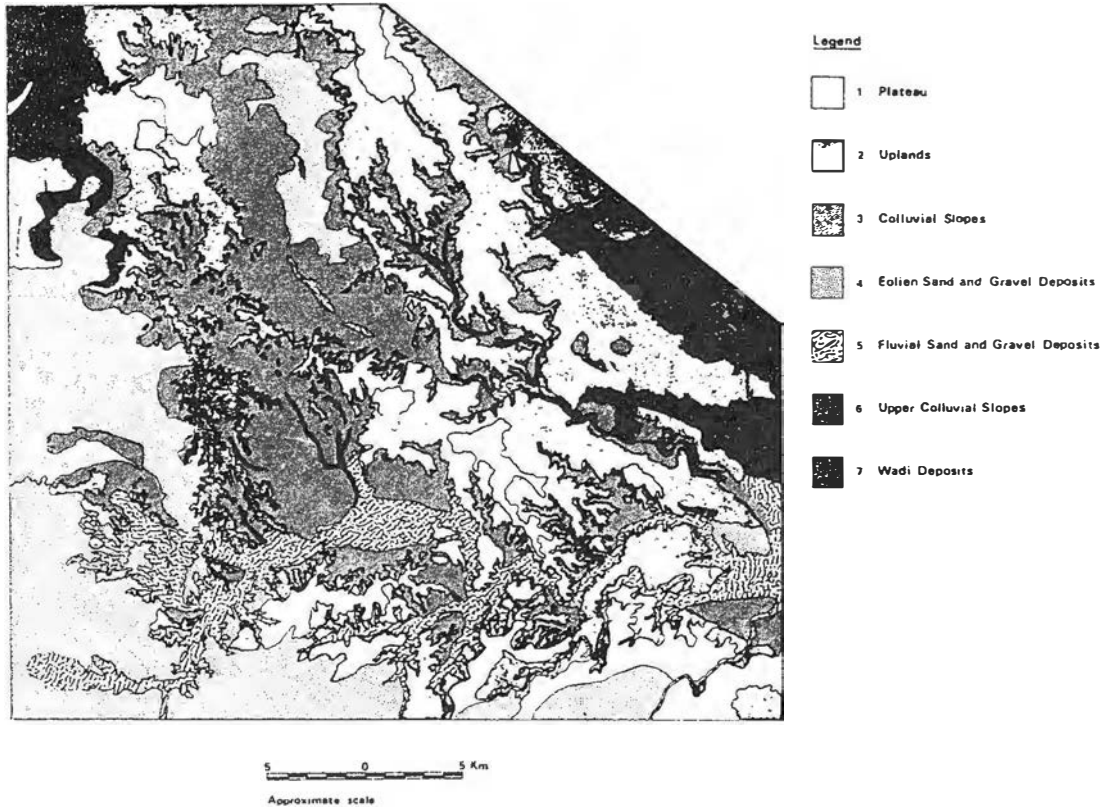 Legend
1 Plateau
2 Uplands
3 Colluvial Slopes
4 Eolien Sand and Gravel Deposits
5 Fluvial Sand and Gravel Deposits
6 Upper Colluvial Slopes
7 Wadi Deposits
5 0 5 Km
Approximate scale